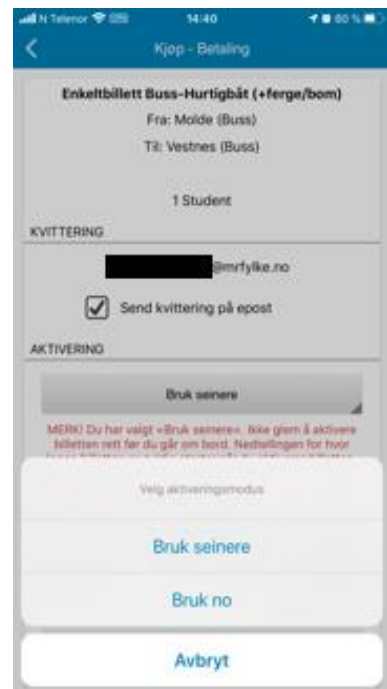 N Telenor
14:40
60 %
Kjøp - Betaling
Enkeltbillett Buss-Hurtigbåt (+ferge/bom)
Fra: Molde (Buss)
Til: Vestnes (Buss)
1 Student
KVITTERING
@mrfylke.no
Send kvittering på epost
AKTIVERING
Bruk seinere
MERK! Du har valgt «Bruk seinere». Ikke glem å aktivere
billetten rett før du går om bord. Nedtellingen for hvor
Velg aktiveringsmodus
Bruk seinere
Bruk no
Avbryt